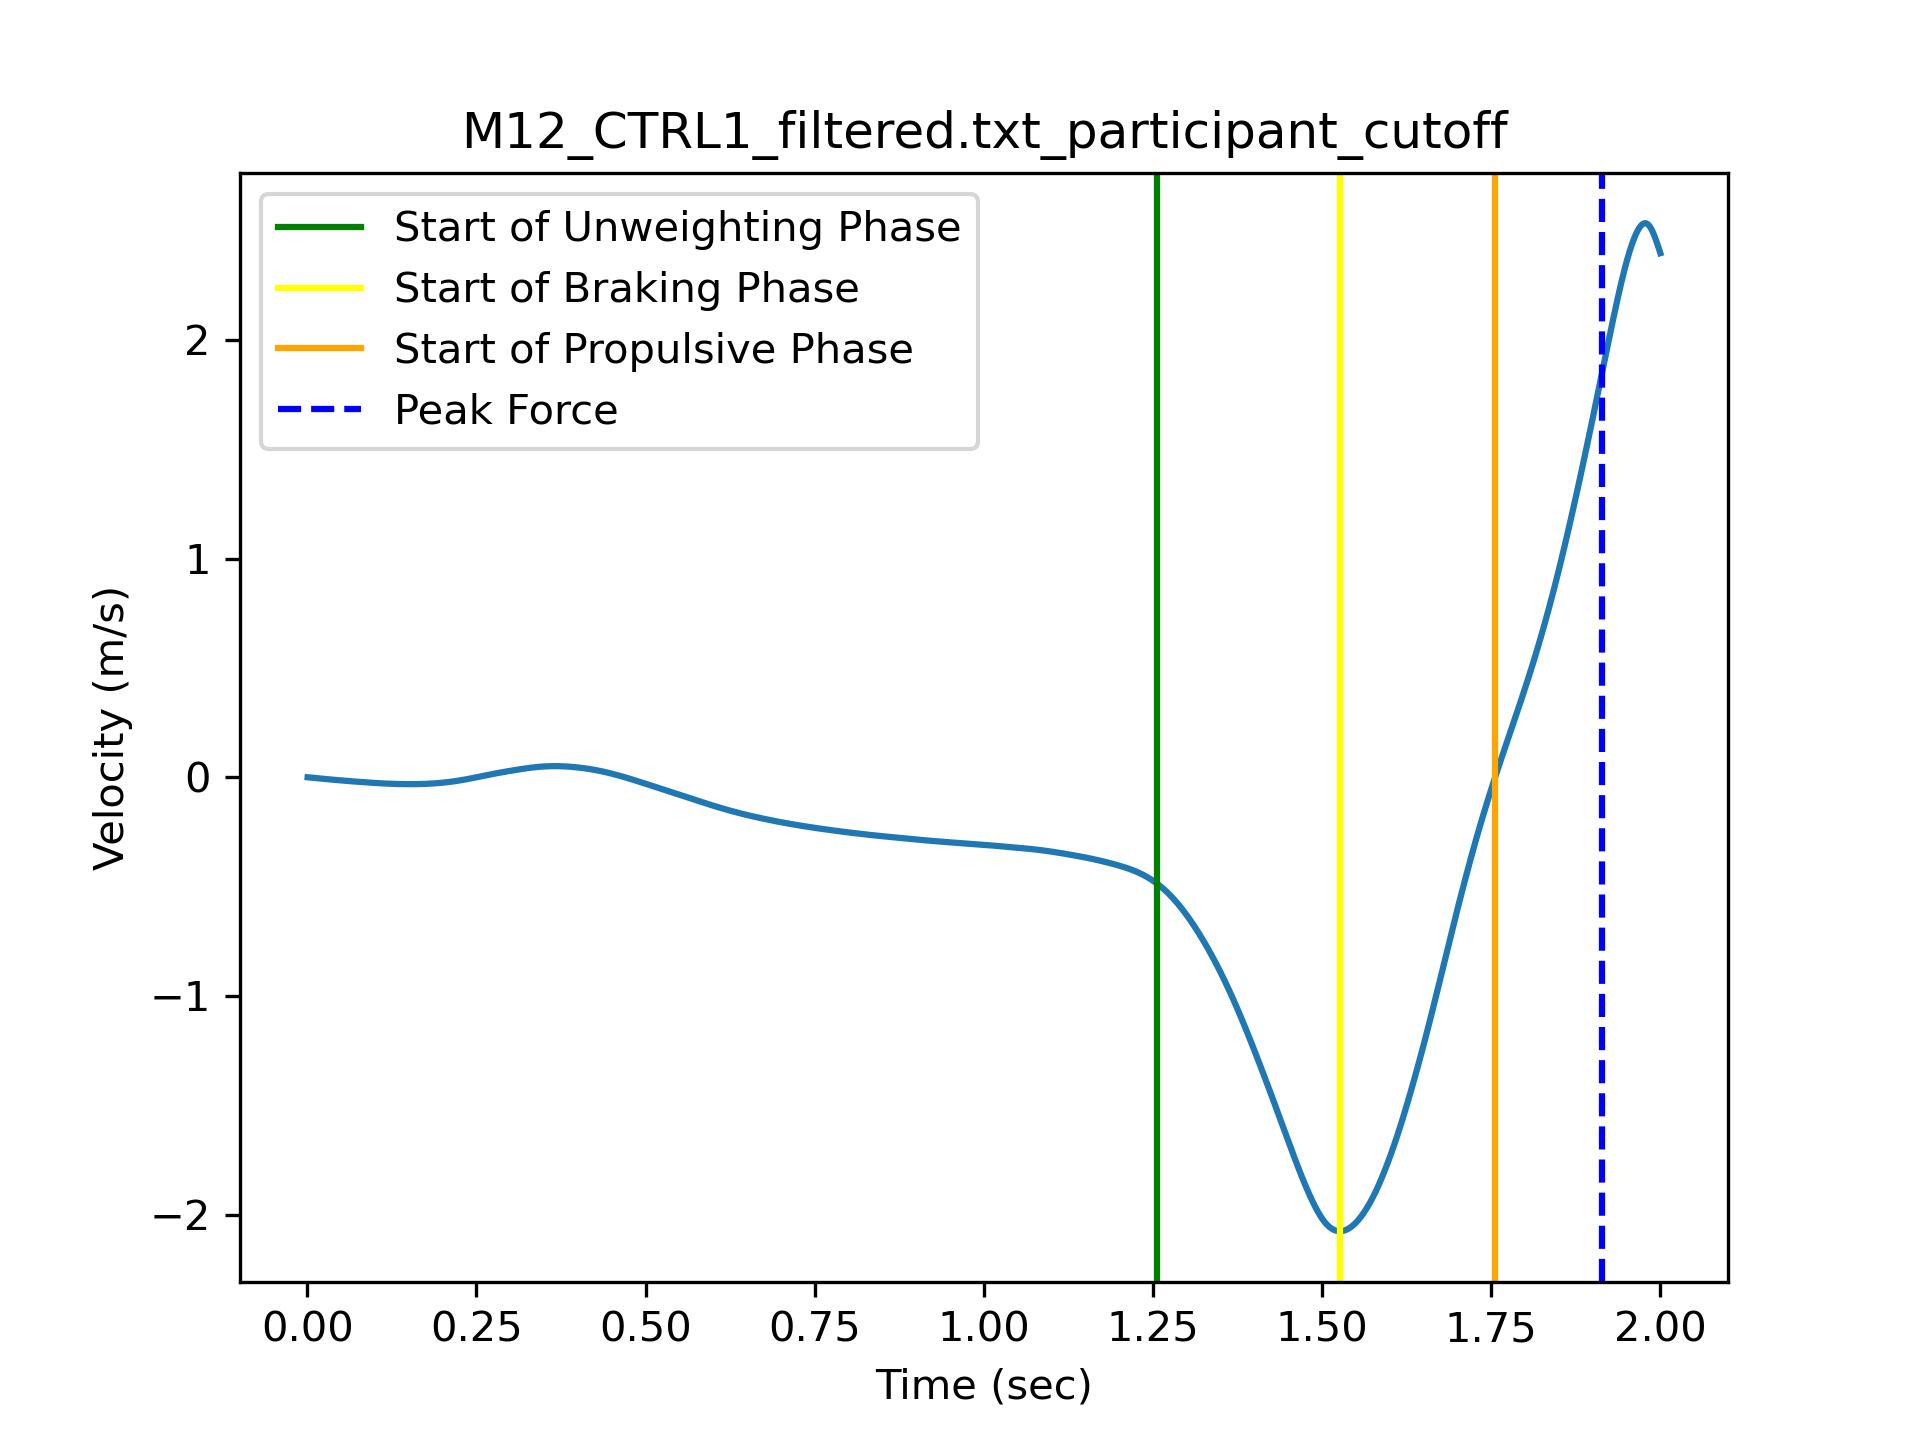 M12_CTRL1_filtered.txt_participant_cutoff
Start of Unweighting Phase
Start of Braking Phase
Start of Propulsive Phase
Peak Force
2
1
0
−1
−2
Velocity (m/s)
0.00 0.25 0.50 0.75 1.00 1.25 1.50 1.75 2.00
Time (sec)